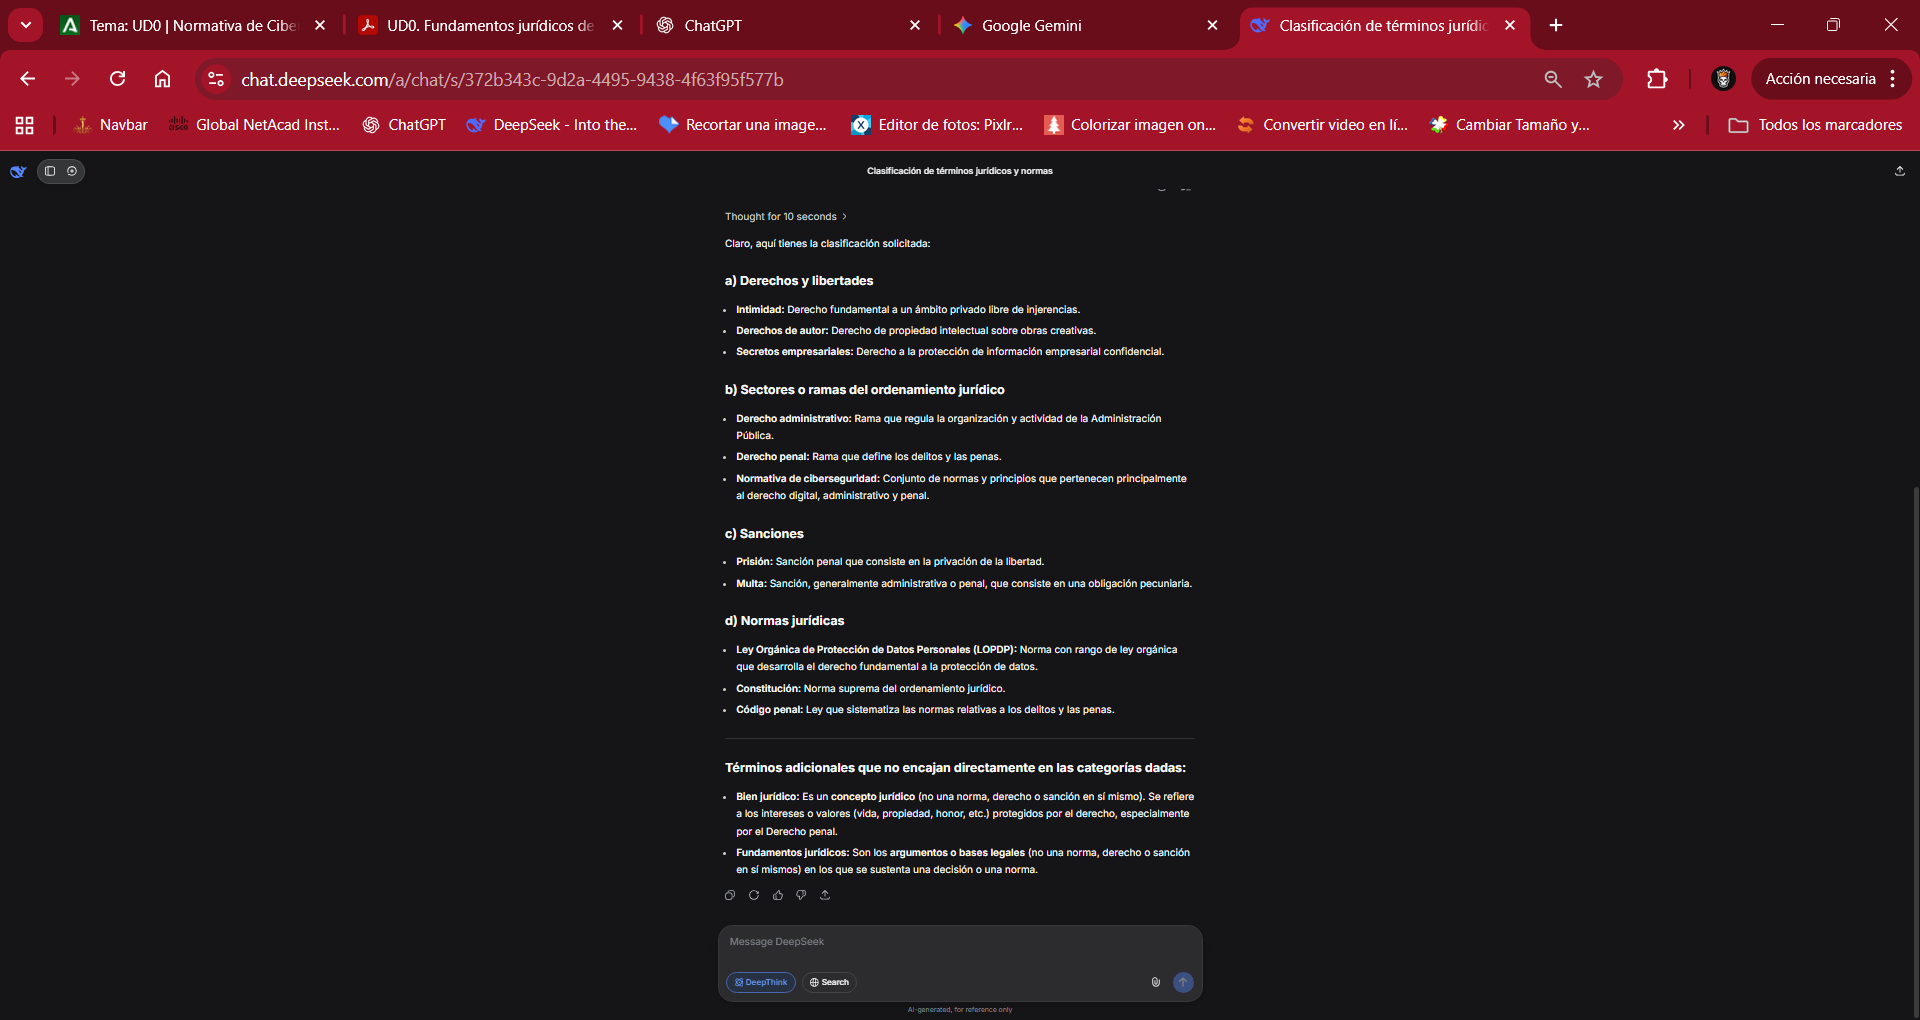 Tema: UD0 | Normativa de Cibe
UD0. Fundamentos jurídicos de
ChatGPT
Google Gemini
Clasificación de términos jurídic
chat.deepseek.com/a/chat/s/372b343c-9d2a-4495-9438-4f63f95f577b
Acción necesaria
Navbar
Global NetAcad Inst...
ChatGPT
DeepSeek - Into the...
Recortar una image...
Editor de fotos: Pixlr...
Colorizar imagen on...
Convertir video en lí...
Cambiar Tamaño y...
Todos los marcadores
Clasificación de términos jurídicos y normas
Thought for 10 seconds
Claro, aquí tienes la clasificación solicitada:
a) Derechos y libertades
• Intimidad: Derecho fundamental a un ámbito privado libre de injerencias.
• Derechos de autor: Derecho de propiedad intelectual sobre obras creativas.
• Secretos empresariales: Derecho a la protección de información empresarial confidencial.
b) Sectores o ramas del ordenamiento jurídico
• Derecho administrativo: Rama que regula la organización y actividad de la Administración
Pública.
• Derecho penal: Rama que define los delitos y las penas.
• Normativa de ciberseguridad: Conjunto de normas y principios que pertenecen principalmente
al derecho digital, administrativo y penal.
c) Sanciones
• Prisión: Sanción penal que consiste en la privación de la libertad.
• Multa: Sanción, generalmente administrativa o penal, que consiste en una obligación pecuniaria.
d) Normas jurídicas
• Ley Orgánica de Protección de Datos Personales (LOPDP): Norma con rango de ley orgánica
que desarrolla el derecho fundamental a la protección de datos.
• Constitución: Norma suprema del ordenamiento jurídico.
• Código penal: Ley que sistematiza las normas relativas a los delitos y las penas.
Términos adicionales que no encajan directamente en las categorías dadas:
• Bien jurídico: Es un concepto jurídico (no una norma, derecho o sanción en sí mismo). Se refiere
a los intereses o valores (vida, propiedad, honor, etc.) protegidos por el derecho, especialmente
por el Derecho penal.
• Fundamentos jurídicos: Son los argumentos o bases legales (no una norma, derecho o sanción
en sí mismos) en los que se sustenta una decisión o una norma.
Message DeepSeek
DeepThink
Search
AI-generated, for reference only